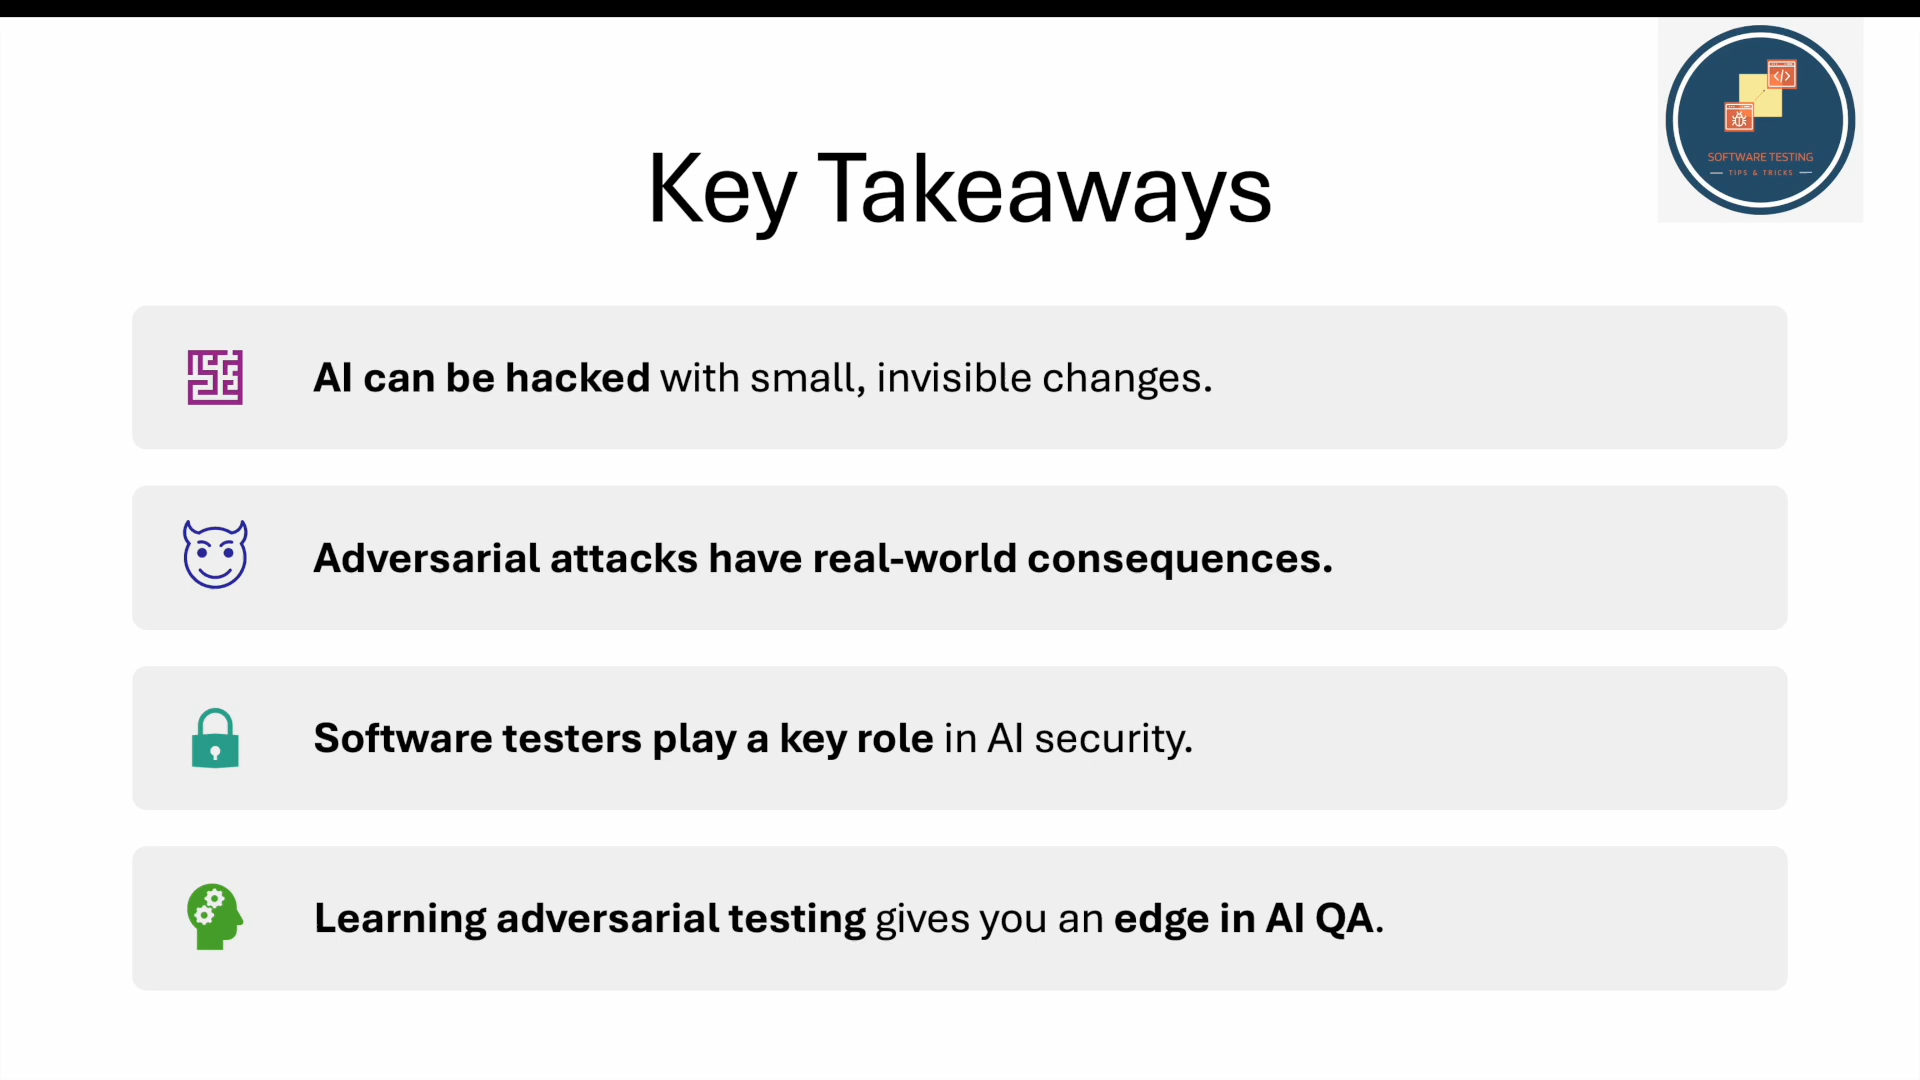 SOFTWARE TESTING
TIPS & TRICKS
Key Takeaways
AI can be hacked with small, invisible changes.
Adversarial attacks have real-world consequences.
Software testers play a key role in AI security.
Learning adversarial testing gives you an edge in AI QA.